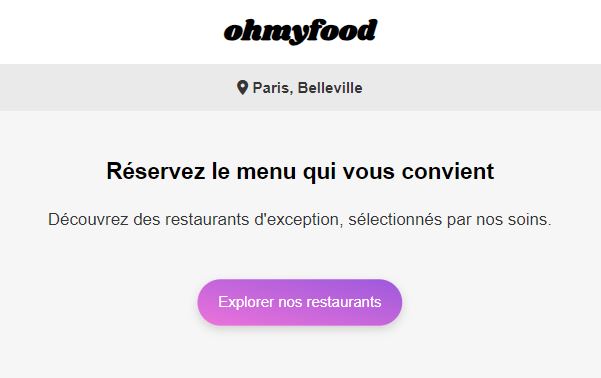 ohmyfood
Paris, Belleville
Réservez le menu qui vous convient
Découvrez des restaurants d'exception, sélectionnés par nos soins.
Explorer nos restaurants